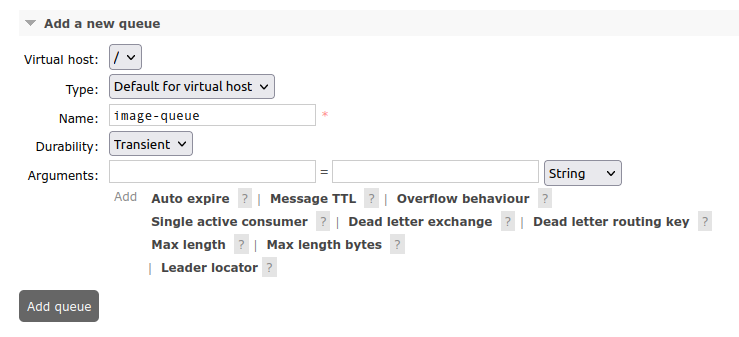 Add a new queue
Virtual host: /
Type: Default for virtual host
Name: image-queue *
Durability: Transient
Arguments: = String
Add Auto expire ? | Message TTL ? | Overflow behaviour ?
Single active consumer ? | Dead letter exchange ? | Dead letter routing key ?
Max length ? | Max length bytes ?
| Leader locator ?
Add queue